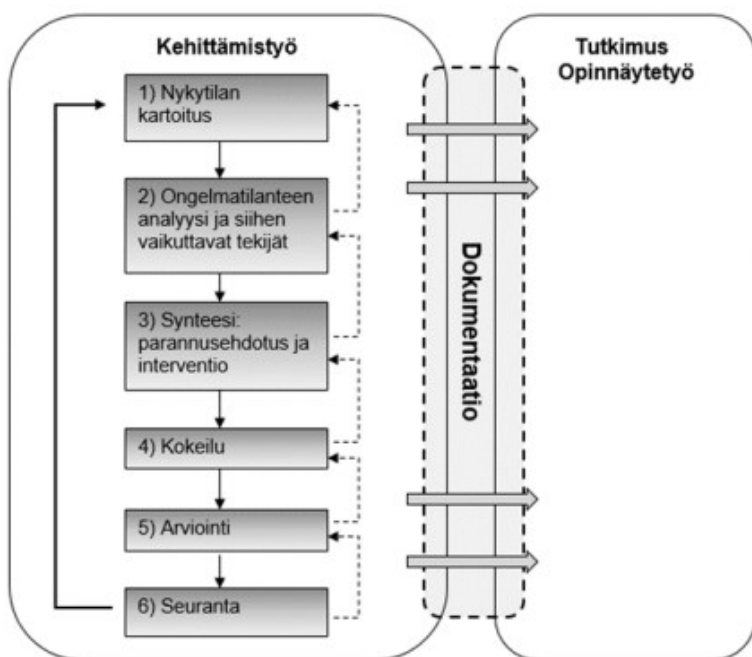 Kehittämistyö
1) Nykytilan
kartoitus
2) Ongelmatilanteen
analyysi ja siihen
vaikuttavat tekijät
3) Synteesi:
parannusehdotus ja
interventio
4) Kokeilu
5) Arviointi
6) Seuranta
Dokumentaatio
Tutkimus
Opinnäytetyö